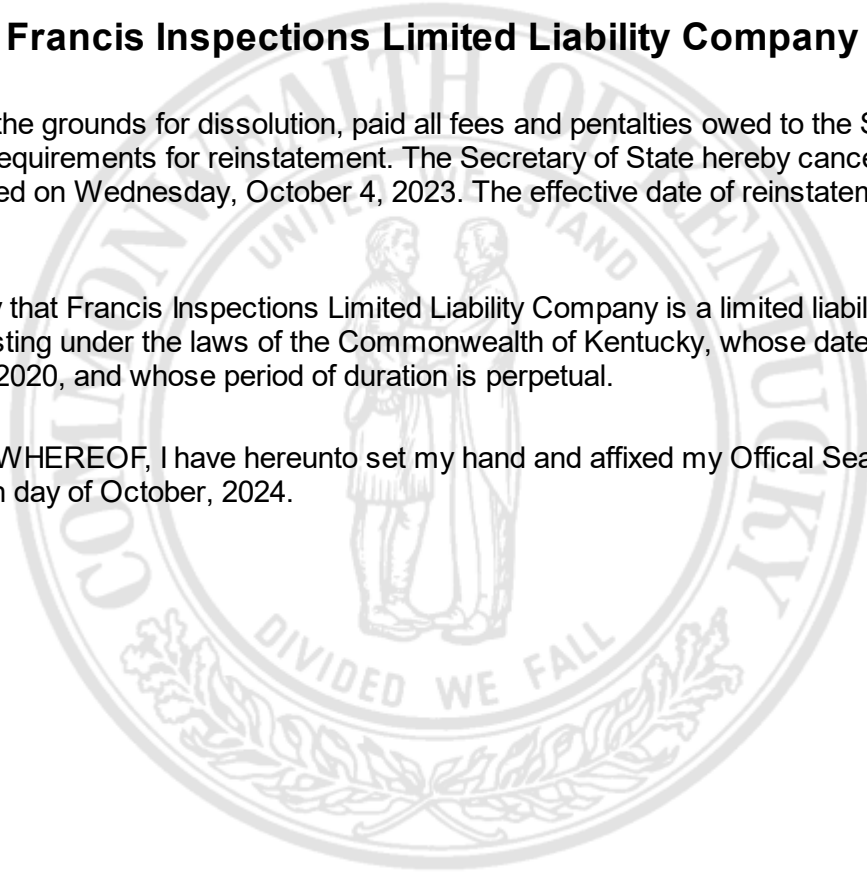 Francis Inspections Limited Liability Company
the grounds for dissolution, paid all fees and pentalties owed to the S
equirements for reinstatement. The Secretary of State hereby cance
ed on Wednesday, October 4, 2023. The effective date of reinstatem
that Francis Inspections Limited Liability Company is a limited liabil
sting under the laws of the Commonwealth of Kentucky, whose date
2020, and whose period of duration is perpetual.
WHEREOF, I have hereunto set my hand and affixed my Offical Sea
day of October, 2024.
COMMONWEALTH OF KENTUCKY
UNITED WE STAND
DIVIDED WE FALL